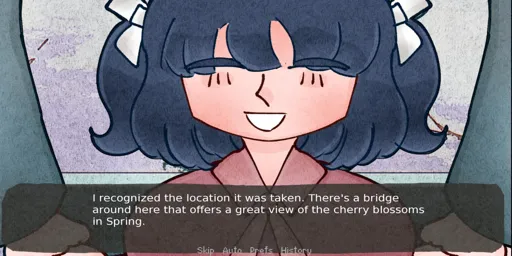 I recognized the location it was taken. There's a bridge
around here that offers a great view of the cherry blossoms
in Spring.
Skip Auto Prefs History